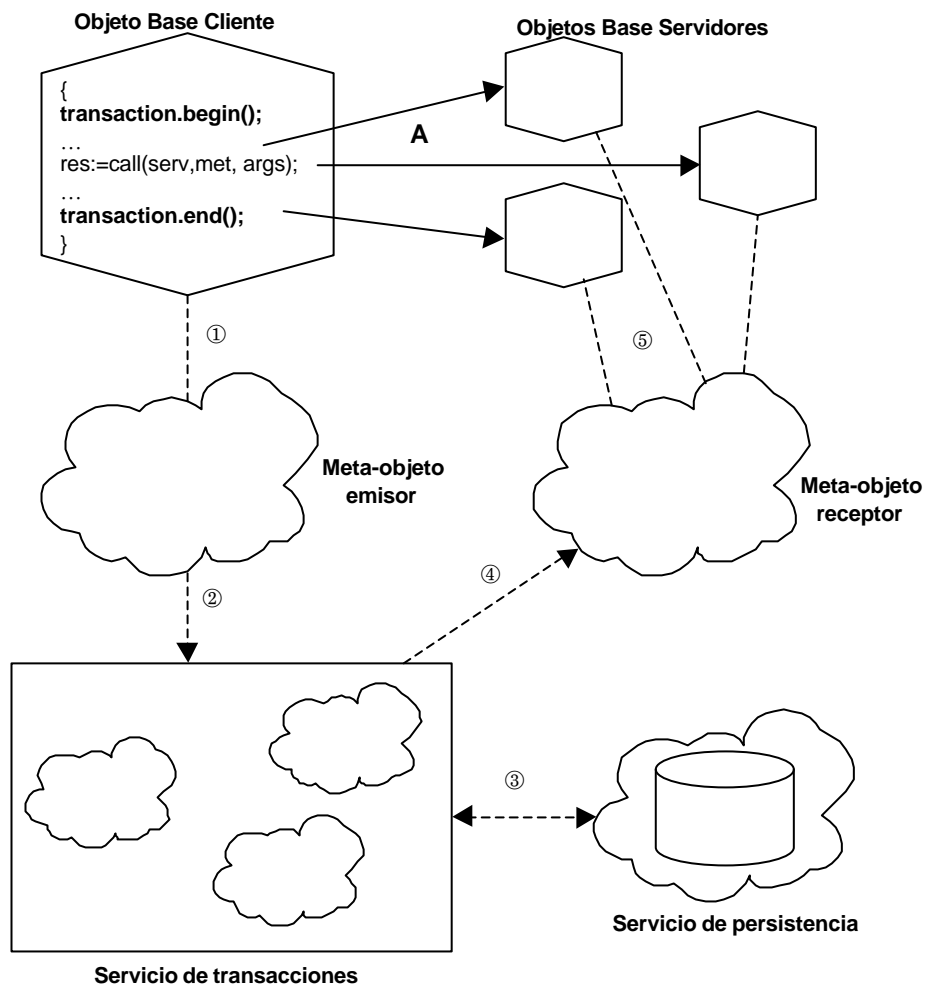 Objeto Base Cliente
Objetos Base Servidores
{
transaction.begin();
…
res:=call(serv,met, args);
…
transaction.end();
}
A
①
⑤
Meta-objeto
emisor
Meta-objeto
receptor
②
④
③
Servicio de persistencia
Servicio de transacciones